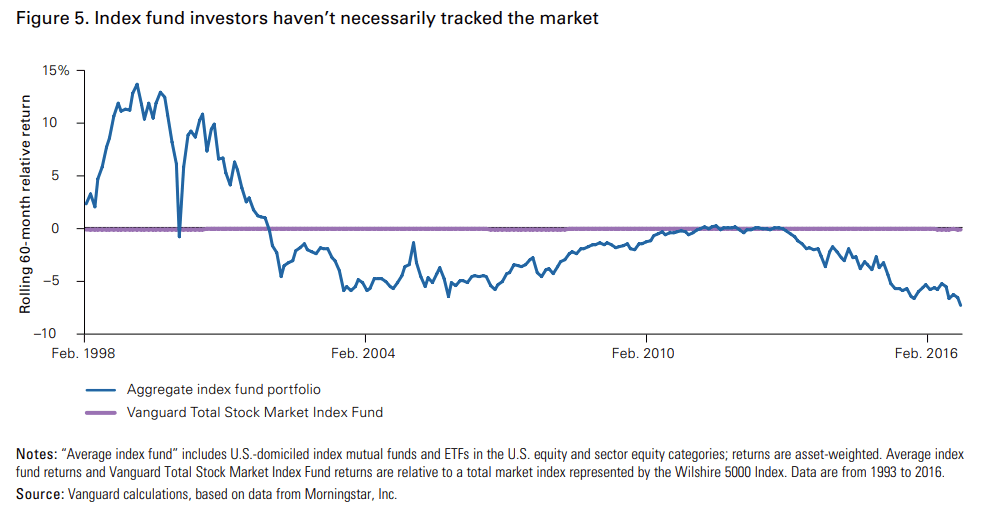 Figure 5. Index fund investors haven’t necessarily tracked the market
Rolling 60-month relative return
15%
10
5
0
–5
–10
Feb. 1998
Feb. 2004
Feb. 2010
Feb. 2016
Aggregate index fund portfolio
Vanguard Total Stock Market Index Fund
Notes: “Average index fund” includes U.S.-domiciled index mutual funds and ETFs in the U.S. equity and sector equity categories; returns are asset-weighted. Average index
fund returns and Vanguard Total Stock Market Index Fund returns are relative to a total market index represented by the Wilshire 5000 Index. Data are from 1993 to 2016.
Source: Vanguard calculations, based on data from Morningstar, Inc.